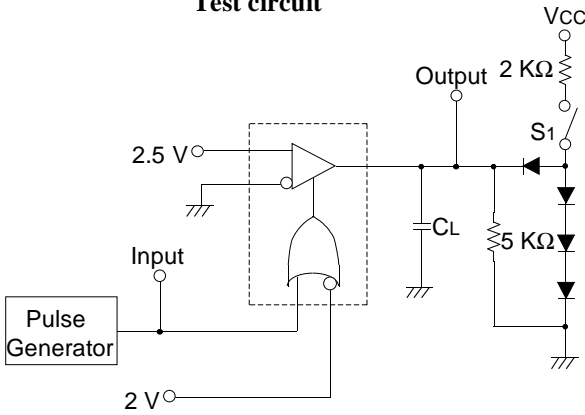 Test circuit
VCC
2 KΩ
Output
S1
2.5 V
CL
5 KΩ
Input
Pulse
Generator
2 V